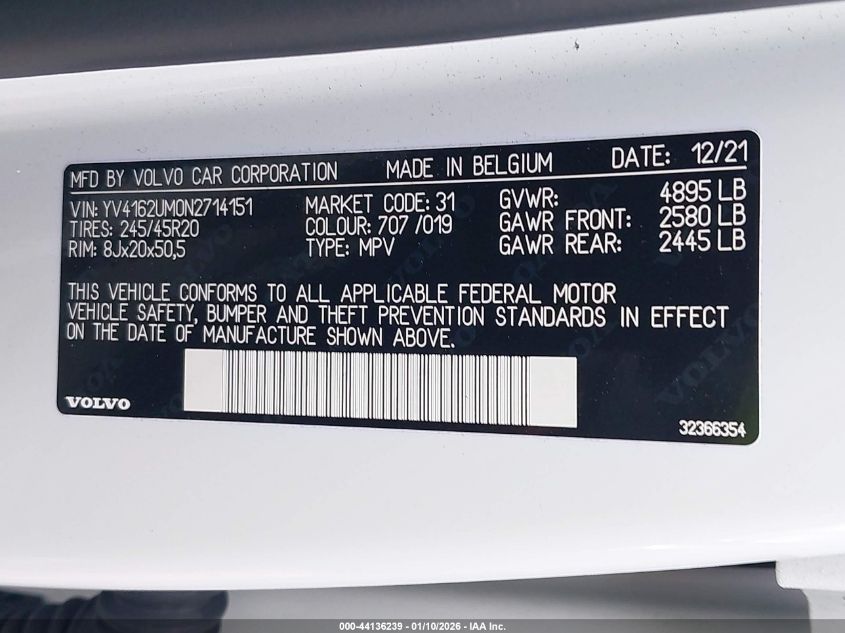 MFD BY VOLVO CAR CORPORATION MADE IN BELGIUM DATE: 12/21
VIN: YV4162UM0N2714151 MARKET CODE: 31 GVWR: 4895 LB
TIRES: 245/45R20 COLOUR: 707 /019 GAWR FRONT: 2580 LB
RIM: 8Jx20x50,5 TYPE: MPV GAWR REAR: 2445 LB
THIS VEHICLE CONFORMS TO ALL APPLICABLE FEDERAL MOTOR
VEHICLE SAFETY, BUMPER AND THEFT PREVENTION STANDARDS IN EFFECT
ON THE DATE OF MANUFACTURE SHOWN ABOVE.
VOLVO
32366354
000-44136239 - 01/10/2026 - IAA Inc.